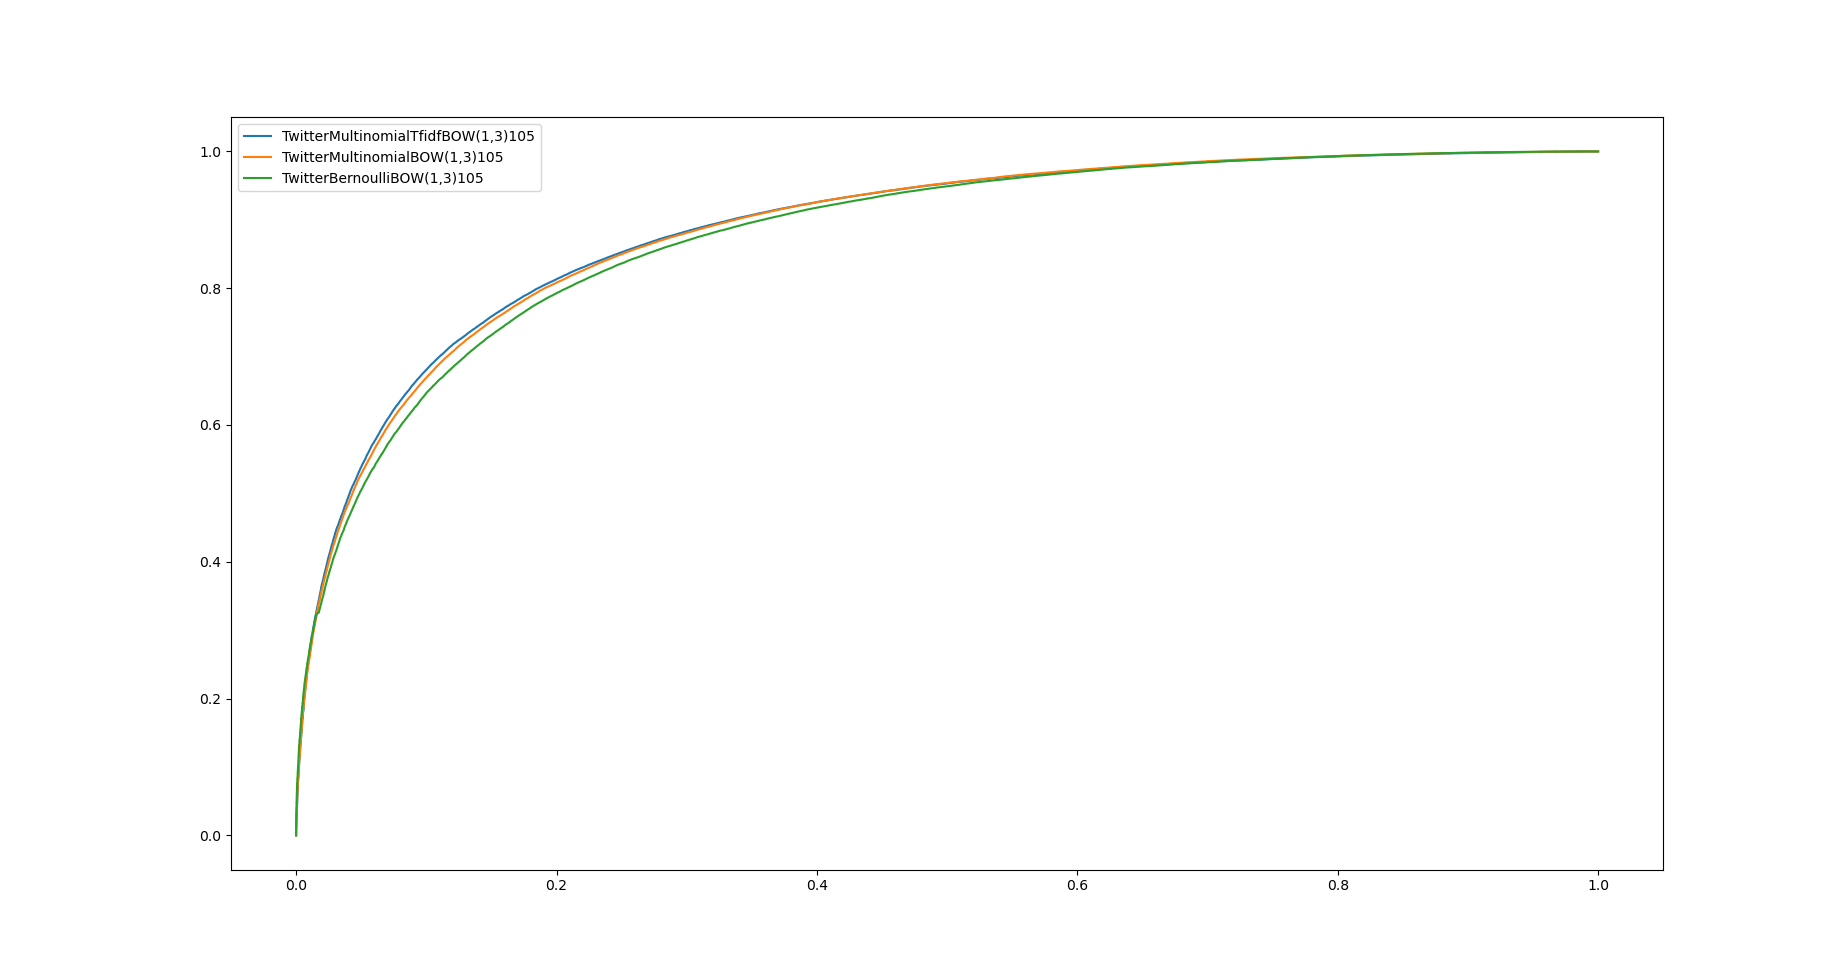 TwitterMultinomialTfidfBOW(1,3)105
TwitterMultinomialBOW(1,3)105
TwitterBernoulliBOW(1,3)105
1.0
0.8
0.6
0.4
0.2
0.0
0.0 0.2 0.4 0.6 0.8 1.0